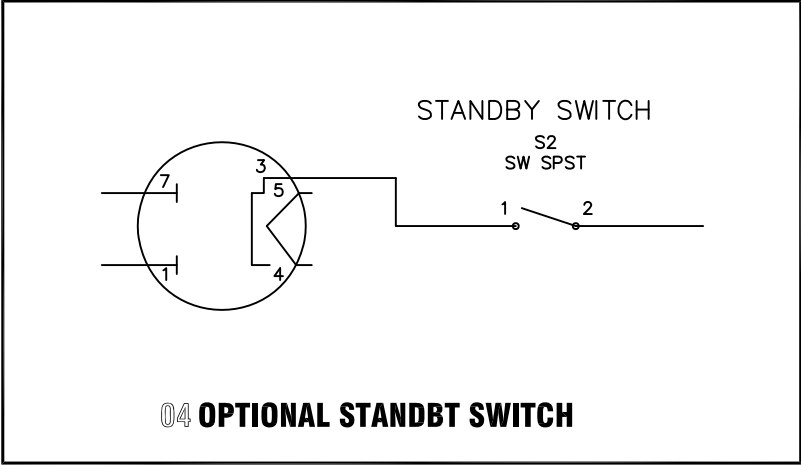 STANDBY SWITCH
S2
SW SPST
3
7
5
1
2
1
4
04 OPTIONAL STANDBT SWITCH